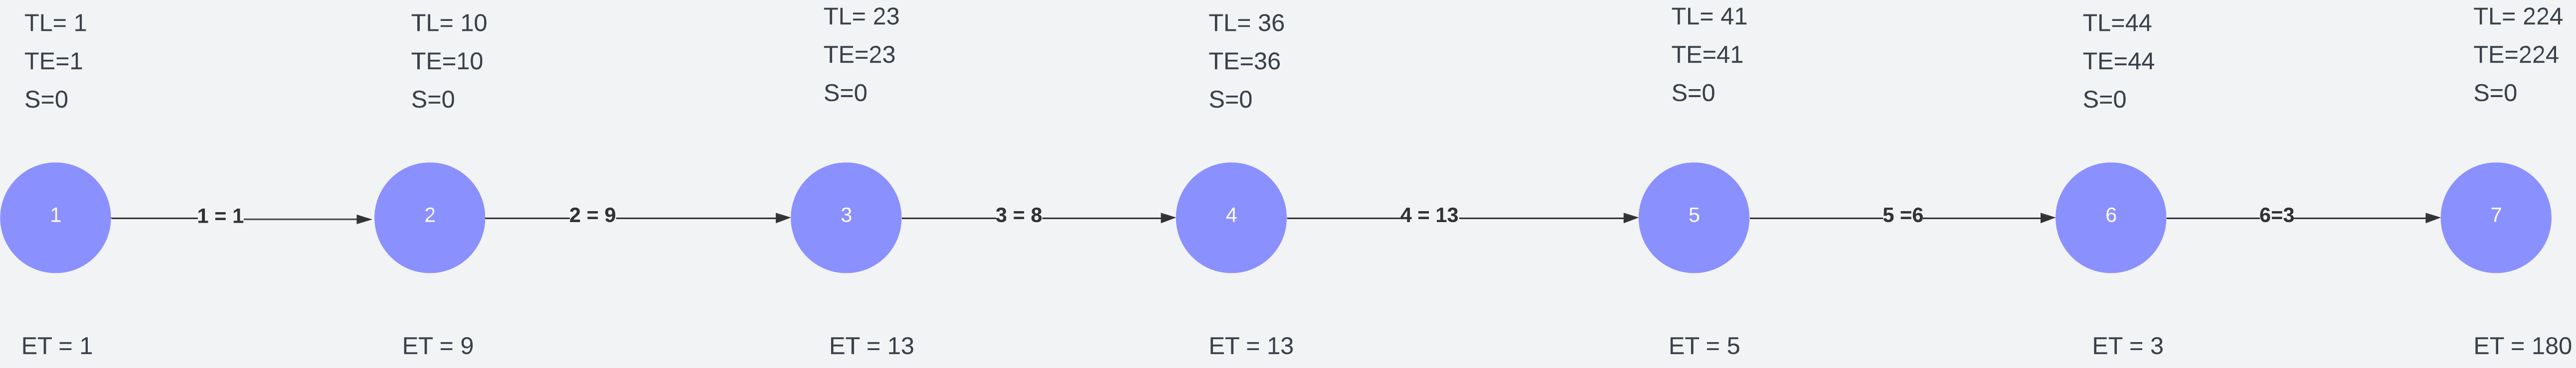 TL= 1
TE=1
S=0
TL= 10
TE=10
S=0
TL= 23
TE=23
S=0
TL= 36
TE=36
S=0
TL= 41
TE=41
S=0
TL=44
TE=44
S=0
TL= 224
TE=224
S=0
1
1 = 1
2
2 = 9
3
3 = 8
4
4 = 13
5
5 =6
6
6=3
7
ET = 1
ET = 9
ET = 13
ET = 13
ET = 5
ET = 3
ET = 180